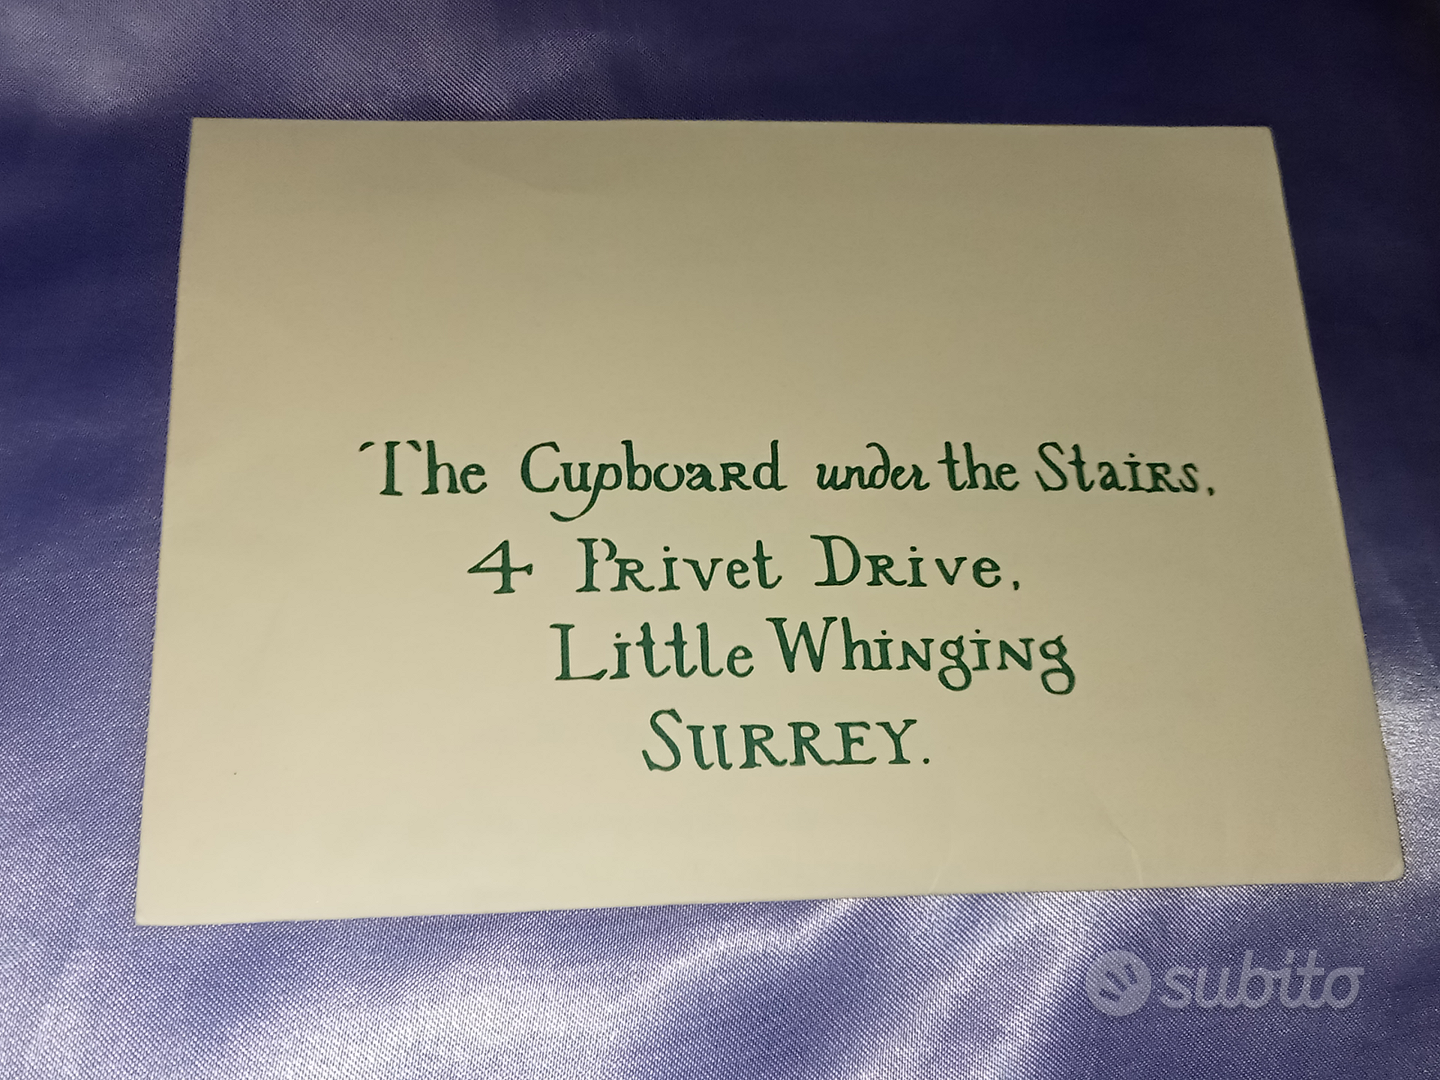 The Cupboard under the Stairs,
4 Privet Drive,
Little Whinging
SURREY.
subito